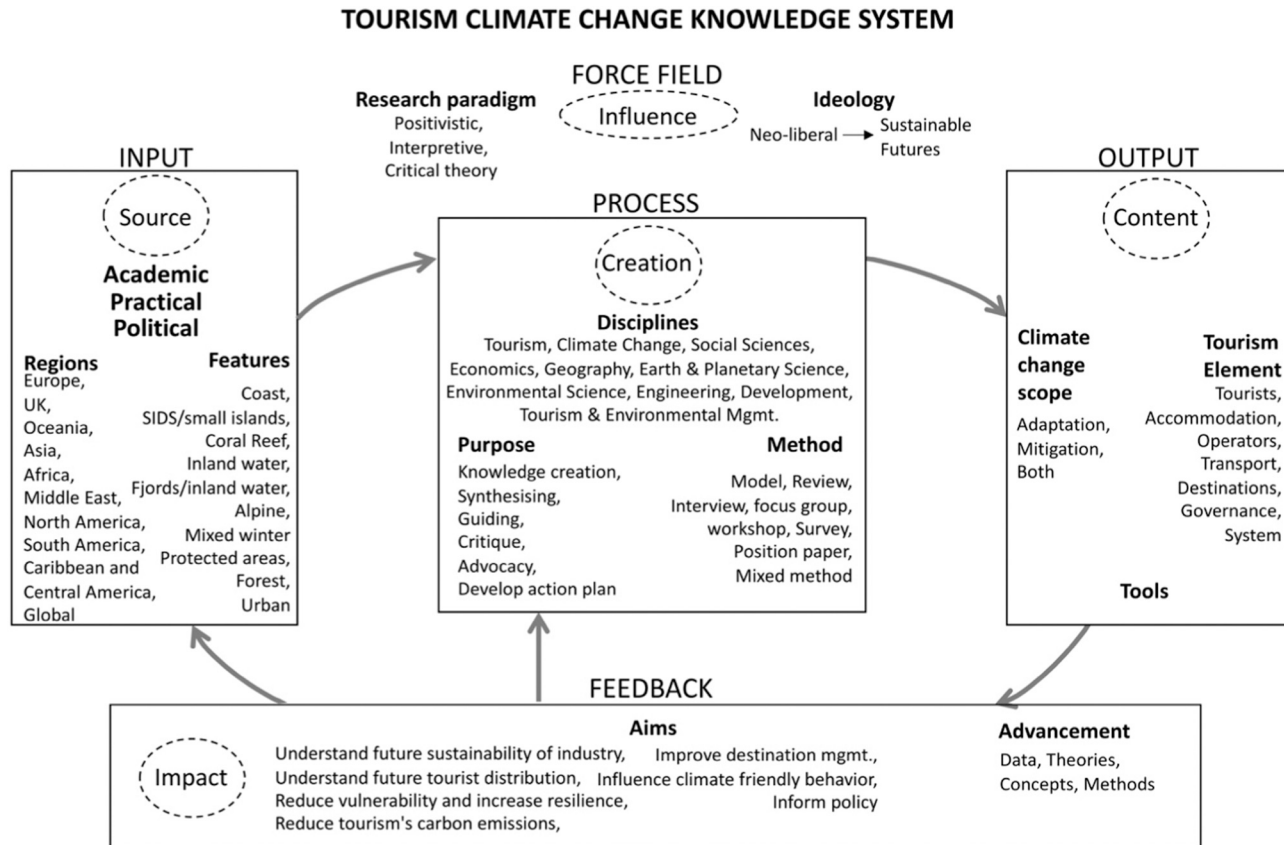 TOURISM CLIMATE CHANGE KNOWLEDGE SYSTEM
FORCE FIELD
Influence
Research paradigm
Positivistic,
Interpretive,
Critical theory
Ideology
Neo-liberal
Sustainable
Futures
INPUT
Source
Academic
Practical
Political
Regions
Europe,
UK,
Oceania,
Asia,
Africa,
Middle East,
North America,
South America,
Caribbean and
Central America,
Global
Features
Coast,
SIDS/small islands,
Coral Reef,
Inland water,
Fjords/inland water,
Alpine,
Mixed winter
Protected areas,
Forest,
Urban
PROCESS
Creation
Disciplines
Tourism, Climate Change, Social Sciences,
Economics, Geography, Earth & Planetary Science,
Environmental Science, Engineering, Development,
Tourism & Environmental Mgmt.
Purpose
Knowledge creation,
Synthesising,
Guiding,
Critique,
Advocacy,
Develop action plan
Method
Model, Review,
Interview, focus group,
workshop, Survey,
Position paper,
Mixed method
OUTPUT
Content
Climate
change
scope
Adaptation,
Mitigation,
Both
Tourism
Element
Tourists,
Accommodation,
Operators,
Transport,
Destinations,
Governance,
System
Tools
FEEDBACK
Impact
Aims
Understand future sustainability of industry,
Understand future tourist distribution,
Reduce vulnerability and increase resilience,
Reduce tourism's carbon emissions,
Improve destination mgmt.,
Influence climate friendly behavior,
Inform policy
Advancement
Data, Theories,
Concepts, Methods